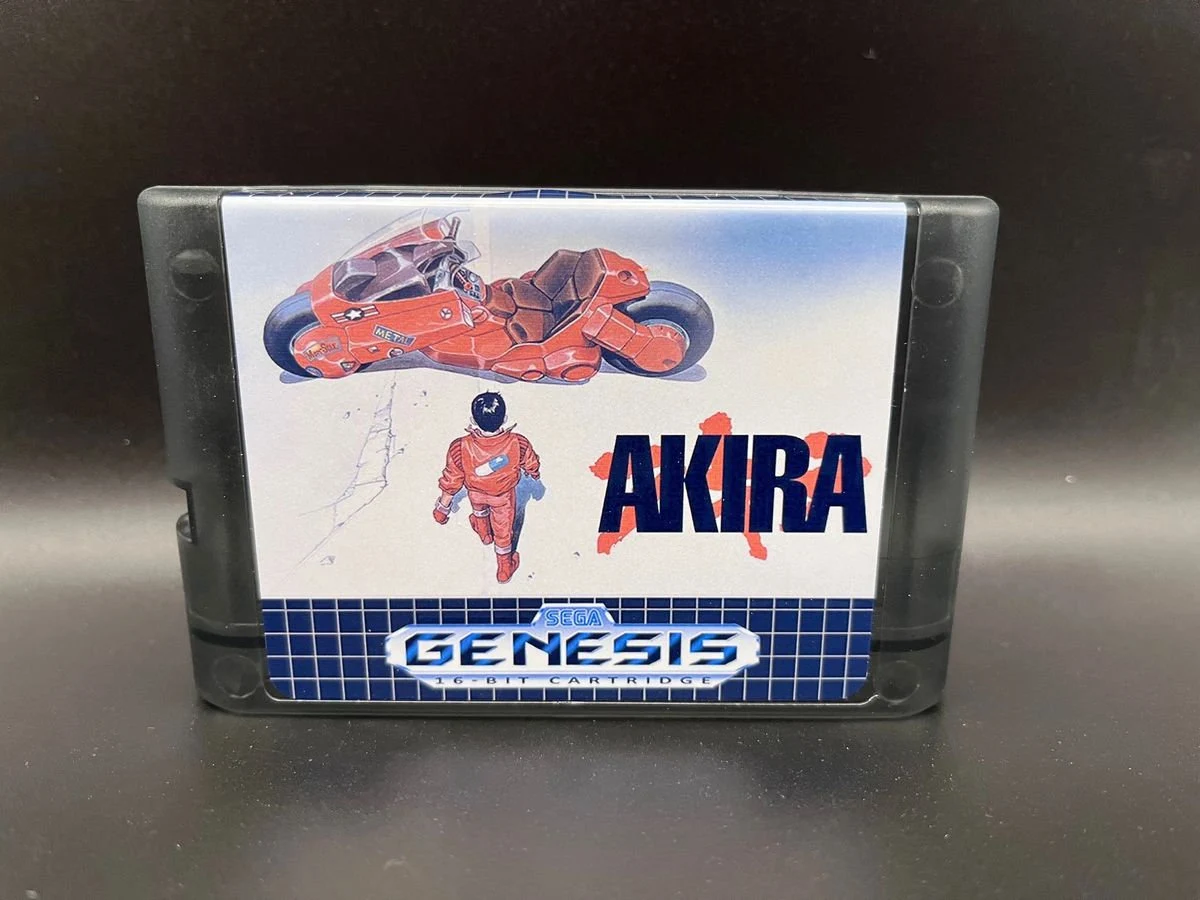 METAL
AKIRA
SEGA
GENESIS
16-BIT CARTRIDGE